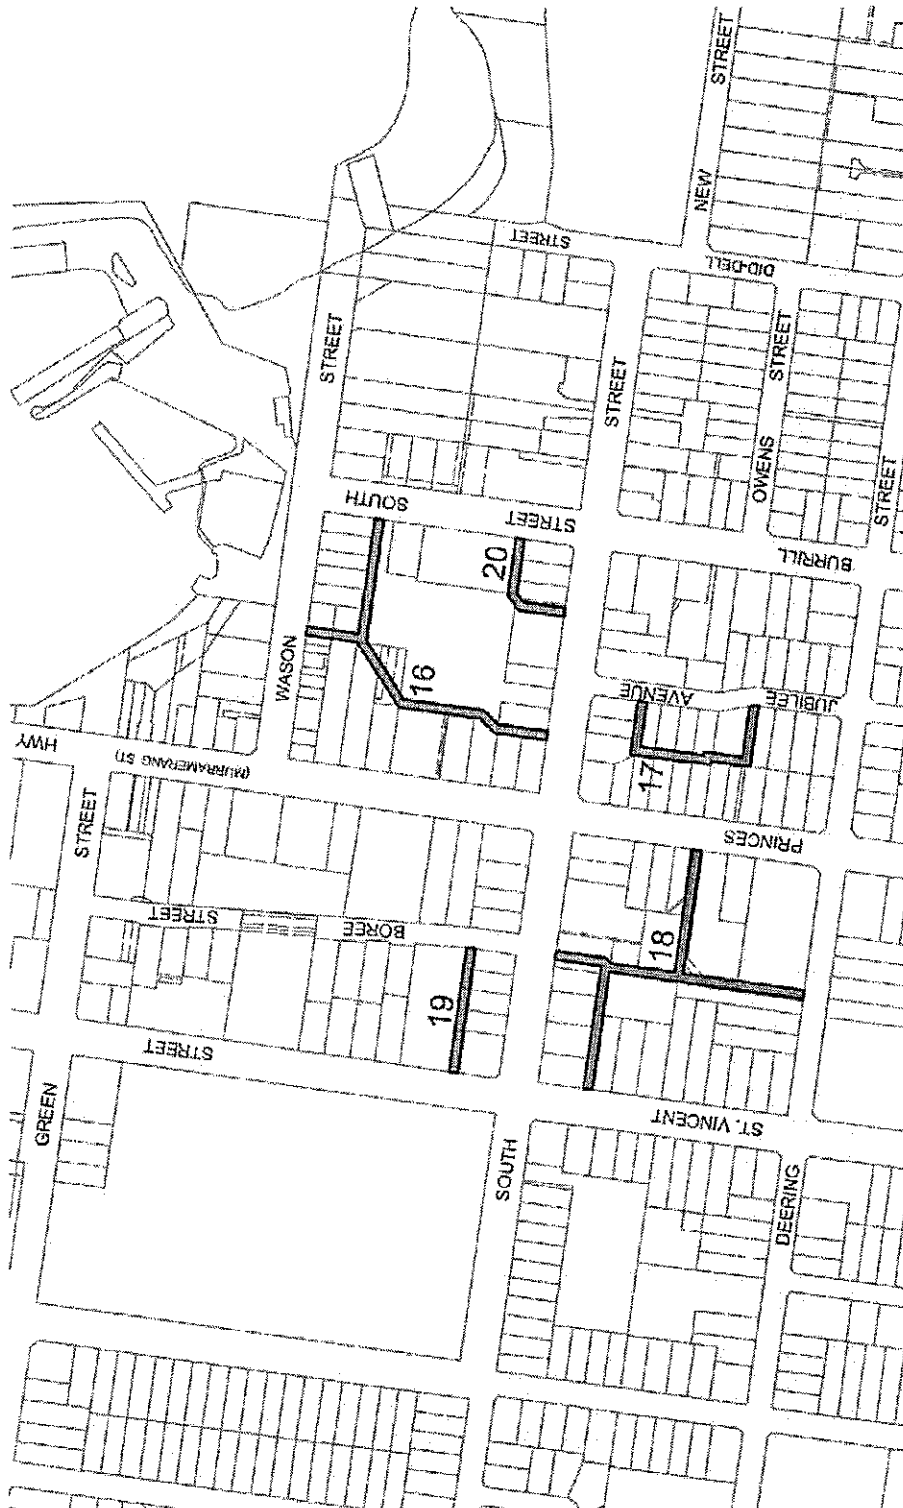 STREET
NEW
STREET
DID-DELL
STREET
STREET
STREET
OWENS
SOUTH
STREET
STREET
20
BURRILL
WASON
16
AVENUE
JUBILEE
HWY
(MURRAMERANG ST)
17
STREET
PRINCES
STREET
BOREE
18
19
STREET
GREEN
ST. VINCENT
SOUTH
DEERING